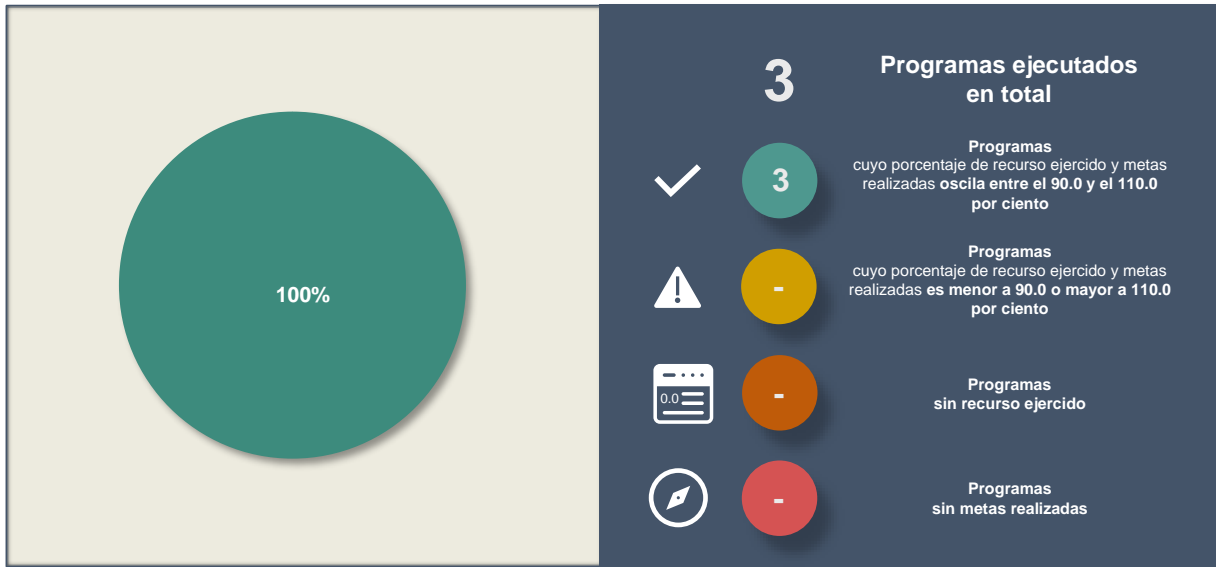 100%
3
Programas ejecutados
en total
3
Programas
cuyo porcentaje de recurso ejercido y metas
realizadas oscila entre el 90.0 y el 110.0
por ciento
-
Programas
cuyo porcentaje de recurso ejercido y metas
realizadas es menor a 90.0 o mayor a 110.0
por ciento
0.0
-
Programas
sin recurso ejercido
-
Programas
sin metas realizadas